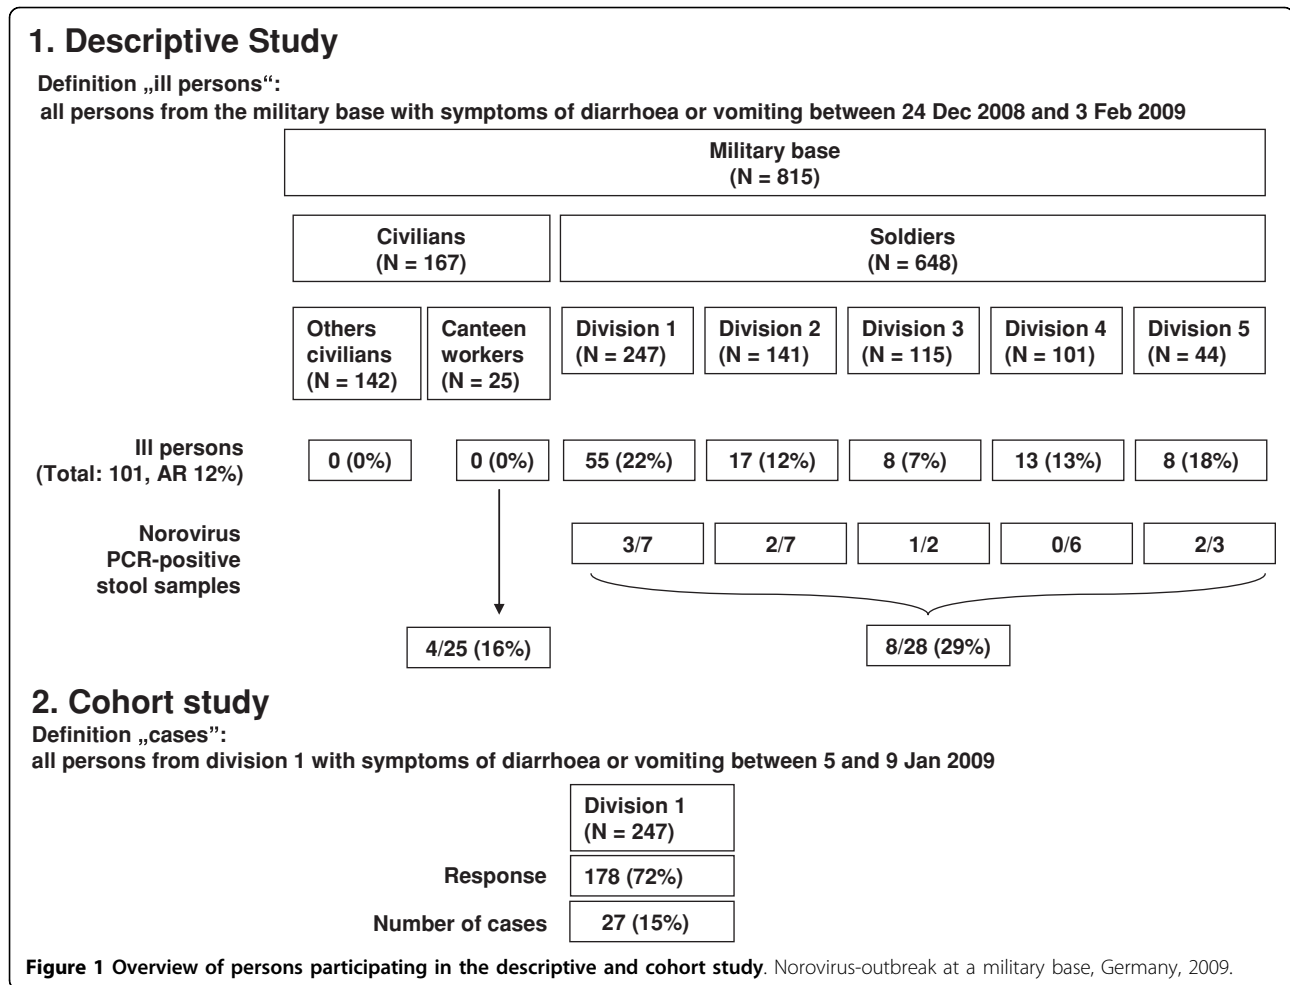 1. Descriptive Study
Definition „ill persons“:
all persons from the military base with symptoms of diarrhoea or vomiting between 24 Dec 2008 and 3 Feb 2009
Military base
(N = 815)
Civilians
(N = 167)
Soldiers
(N = 648)
Others
civilians
(N = 142)
Canteen
workers
(N = 25)
Division 1
(N = 247)
Division 2
(N = 141)
Division 3
(N = 115)
Division 4
(N = 101)
Division 5
(N = 44)
Ill persons
(Total: 101, AR 12%)
0 (0%)
0 (0%)
55 (22%)
17 (12%)
8 (7%)
13 (13%)
8 (18%)
Norovirus
PCR-positive
stool samples
3/7
2/7
1/2
0/6
2/3
4/25 (16%)
8/28 (29%)
2. Cohort study
Definition „cases”:
all persons from division 1 with symptoms of diarrhoea or vomiting between 5 and 9 Jan 2009
Division 1
(N = 247)
Response
178 (72%)
Number of cases
27 (15%)
Figure 1 Overview of persons participating in the descriptive and cohort study. Norovirus-outbreak at a military base, Germany, 2009.